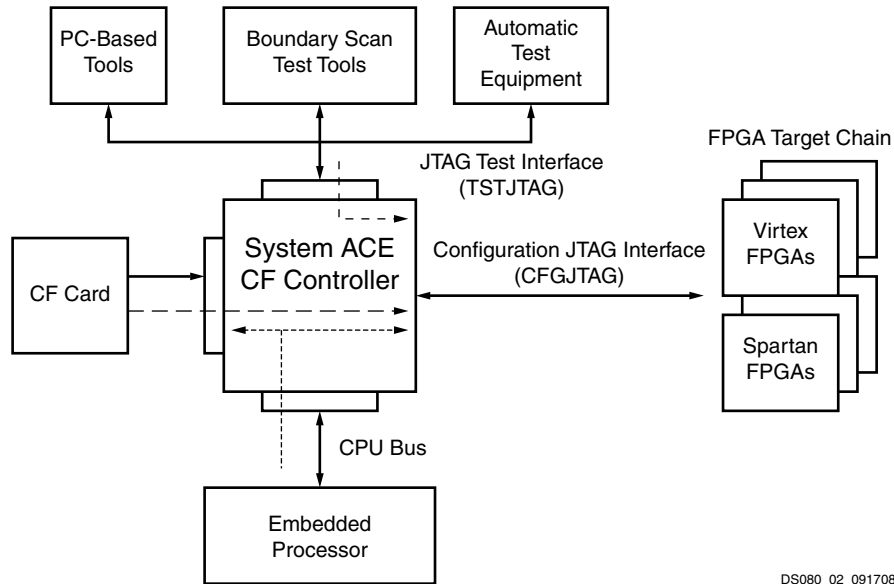 PC-Based
Tools
Boundary Scan
Test Tools
Automatic
Test
Equipment
JTAG Test Interface
(TSTJTAG)
FPGA Target Chain
CF Card
System ACE
CF Controller
Configuration JTAG Interface
(CFGJTAG)
Virtex
FPGAs
Spartan
FPGAs
CPU Bus
Embedded
Processor
DS080_02_091708